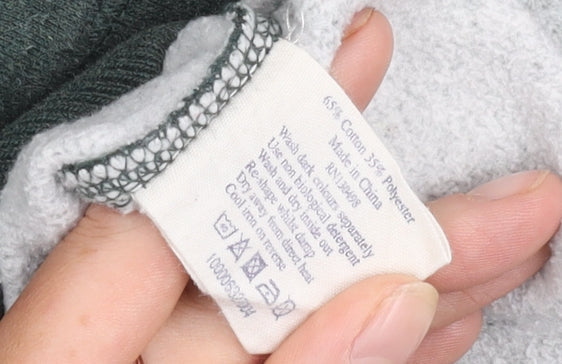 65% Cotton 35% Polyester
Made in China
Wash dark colours separately
Use non biological detergent
Wash and dry inside out
Re-shape whilst damp
Dry away from direct heat
Cool iron on reverse